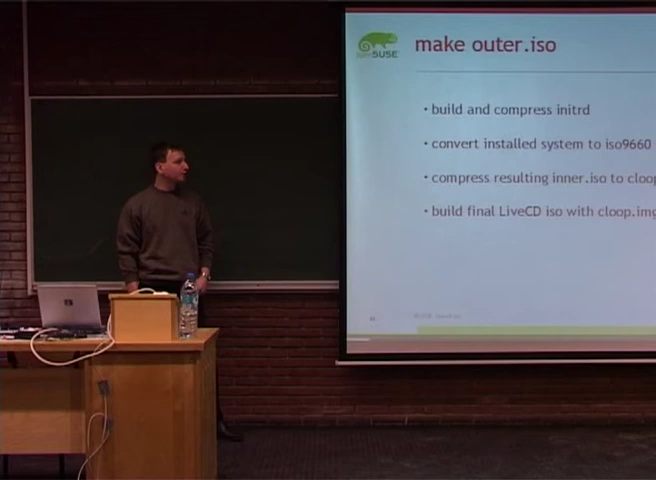 make outer.iso
SUSE
• build and compress initrd
• convert installed system to iso9660
• compress resulting inner.iso to cloop
• build final LiveCD iso with cloop.img